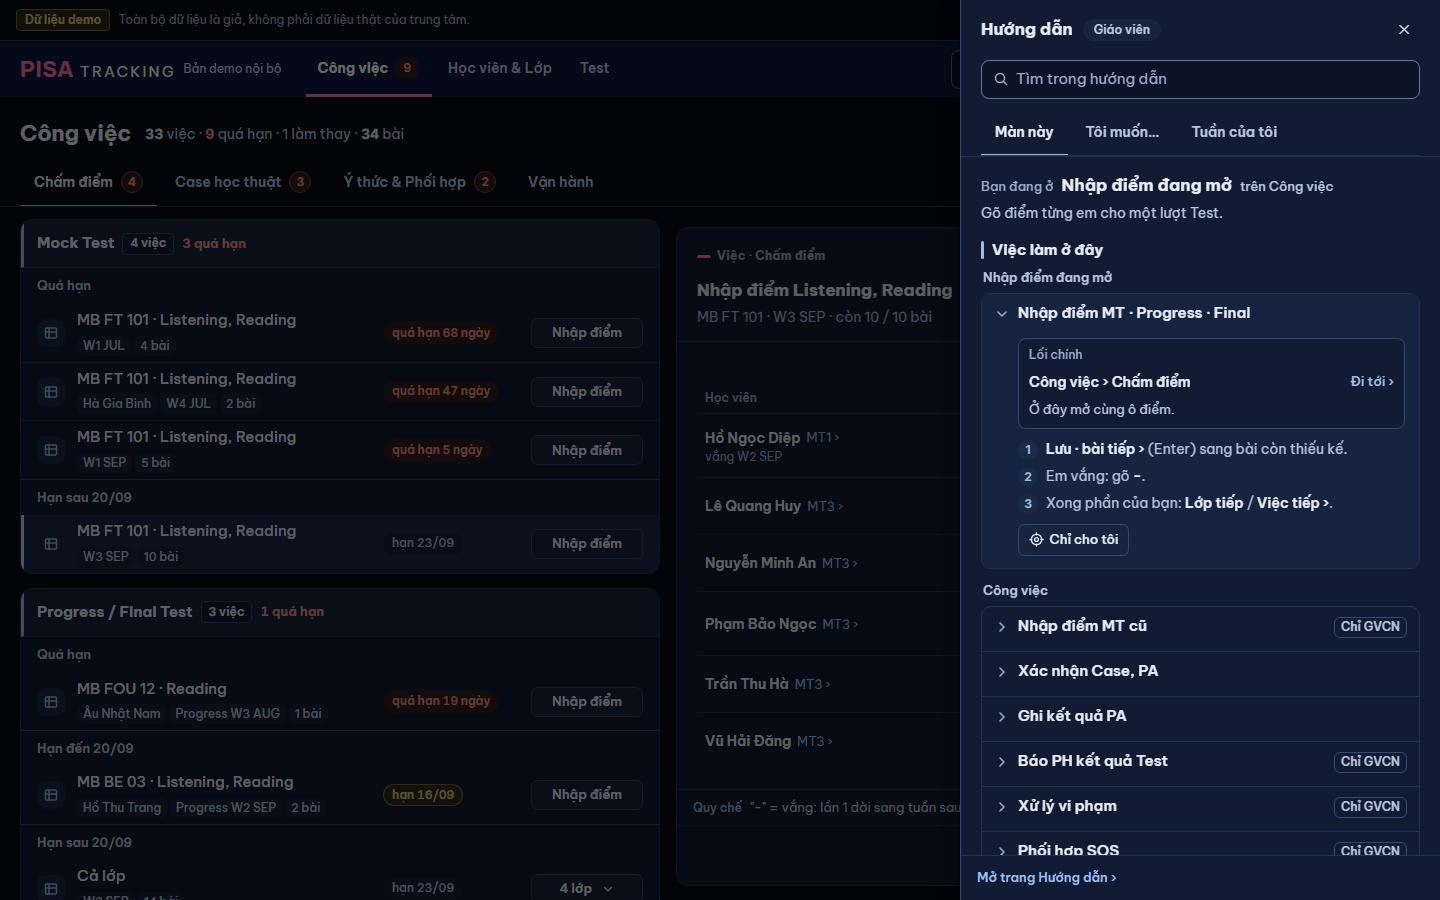 Dữ liệu demo Toàn bộ dữ liệu là giả, không phải dữ liệu thật của trung tâm.
PISA TRACKING Bản demo nội bộ Công việc 9 Học viên & Lớp Test
Công việc 33 việc · 9 quá hạn · 1 làm thay · 34 bài
Chấm điểm 4 Case học thuật 3 Ý thức & Phối hợp 2 Vận hành
Mock Test 4 việc 3 quá hạn
Quá hạn
MB FT 101 · Listening, Reading
W1 JUL 4 bài
quá hạn 68 ngày
Nhập điểm
MB FT 101 · Listening, Reading
Hà Gia Bình W4 JUL 2 bài
quá hạn 47 ngày
Nhập điểm
MB FT 101 · Listening, Reading
W1 SEP 5 bài
quá hạn 5 ngày
Nhập điểm
Hạn sau 20/09
MB FT 101 · Listening, Reading
W3 SEP 10 bài
hạn 23/09
Nhập điểm
Progress / Final Test 3 việc 1 quá hạn
Quá hạn
MB FOU 12 · Reading
Âu Nhật Nam Progress W3 AUG 1 bài
quá hạn 19 ngày
Nhập điểm
Hạn đến 20/09
MB BE 03 · Listening, Reading
Hồ Thu Trang Progress W2 SEP 2 bài
hạn 16/09
Nhập điểm
Hạn sau 20/09
Cả lớp
hạn 23/09
4 lớp
Việc · Chấm điểm
Nhập điểm Listening, Reading
MB FT 101 · W3 SEP · còn 10 / 10 bài
Học viên
Hồ Ngọc Diệp MT1 ›
vắng W2 SEP
Lê Quang Huy MT3 ›
Nguyễn Minh An MT3 ›
Phạm Bảo Ngọc MT3 ›
Trần Thu Hà MT3 ›
Vũ Hải Đăng MT3 ›
Quy chế "-" = vắng: lần 1 dời sang tuần sau
Hướng dẫn Giáo viên
Tìm trong hướng dẫn
Màn này Tôi muốn... Tuần của tôi
Bạn đang ở Nhập điểm đang mở trên Công việc
Gõ điểm từng em cho một lượt Test.
Việc làm ở đây
Nhập điểm đang mở
Nhập điểm MT · Progress · Final
Lối chính
Công việc › Chấm điểm Đi tới ›
Ở đây mở cùng ô điểm.
1 Lưu · bài tiếp › (Enter) sang bài còn thiếu kế.
2 Em vắng: gõ -.
3 Xong phần của bạn: Lớp tiếp / Việc tiếp ›.
Chỉ cho tôi
Công việc
Nhập điểm MT cũ Chỉ GVCN
Xác nhận Case, PA
Ghi kết quả PA
Báo PH kết quả Test Chỉ GVCN
Xử lý vi phạm Chỉ GVCN
Phối hợp SOS Chỉ GVCN
Mở trang Hướng dẫn ›